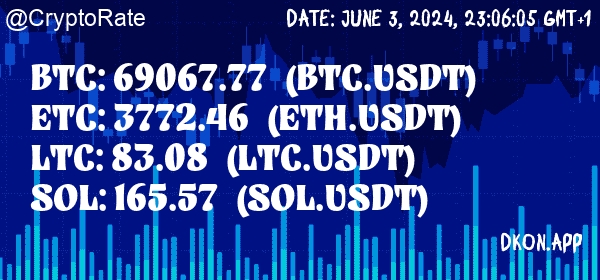 @CryptoRate
DATE: JUNE 3, 2024, 23:06:05 GMT+1
BTC: 69067.77 (BTC.USDT)
ETC: 3772.46 (ETH.USDT)
LTC: 83.08 (LTC.USDT)
SOL: 165.57 (SOL.USDT)
DKON.APP